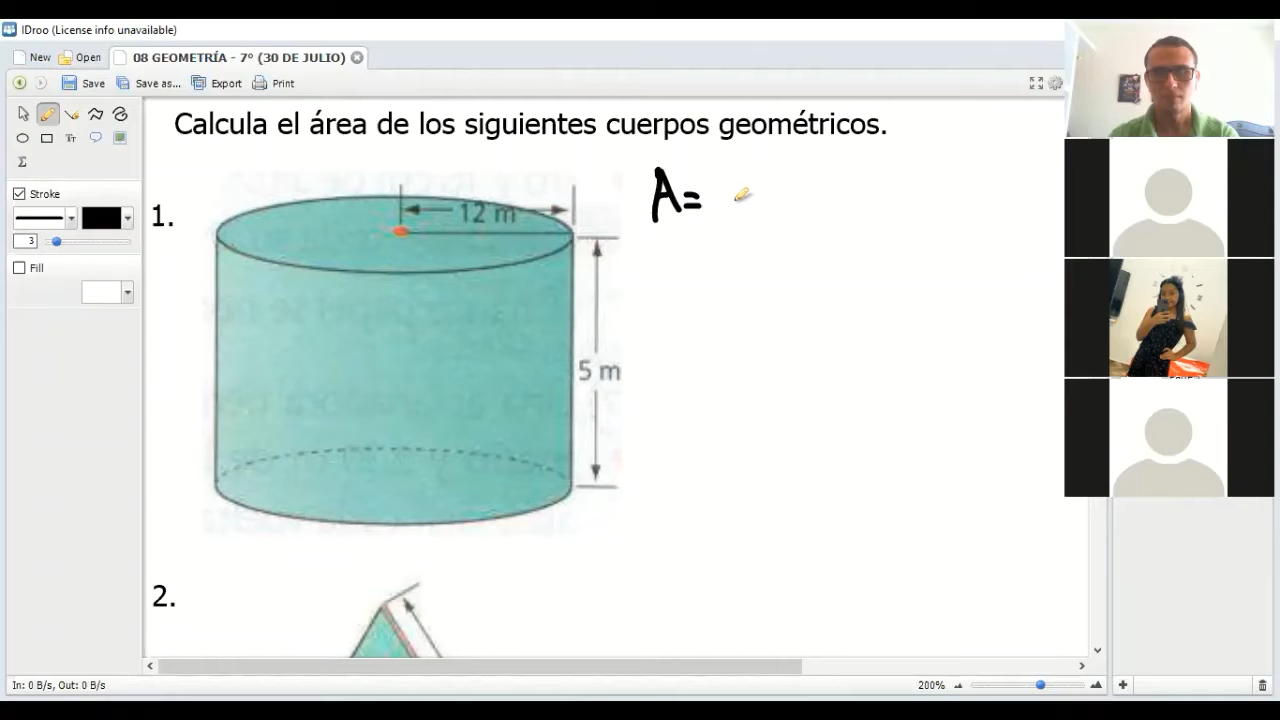 IDroo (License info unavailable)
New Open 08 GEOMETRÍA - 7° (30 DE JULIO)
Save Save as... Export Print
Calcula el área de los siguientes cuerpos geométricos.
Stroke
3
Fill
1.
12 m
A=
5 m
2.
In: 0 B/s, Out: 0 B/s
200%